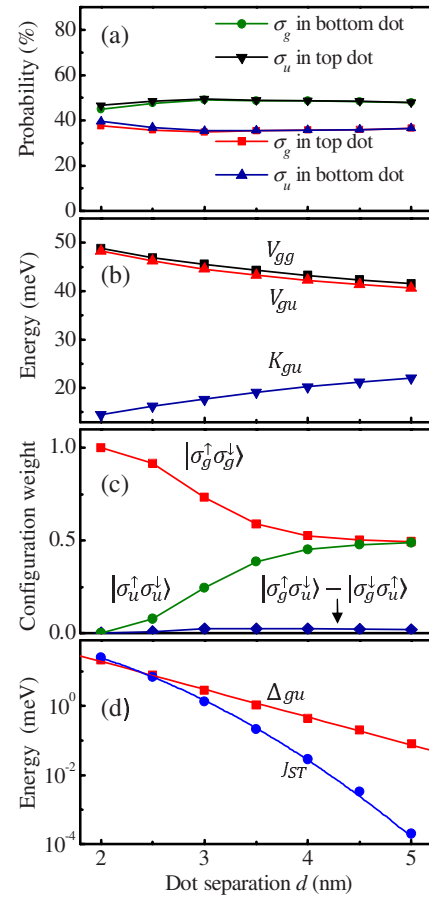 (a)
σg in bottom dot
σu in top dot
σg in top dot
σu in bottom dot
Probability (%)
80
60
40
20
0
(b)
Vgg
Vgu
Kgu
Energy (meV)
50
40
30
20
(c)
|σg↑σg↓⟩
|σu↑σu↓⟩
|σg↑σu↓⟩ − |σg↓σu↑⟩
Configuration weight
1.0
0.5
0.0
(d)
Δgu
JST
Energy (meV)
10⁰
10⁻²
10⁻⁴
2 3 4 5
Dot separation d (nm)